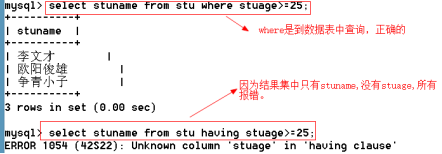 mysql> select stuname from stu where stuage>=25;
+----------+
| stuname |
+----------+
| 李文才 |
| 欧阳俊雄 |
| 争青小子 |
+----------+
3 rows in set (0.00 sec)
where是到数据表中查询，正确的
因为结果集中只有stuname,没有stuage,所有
报错。
mysql> select stuname from stu having stuage>=25;
ERROR 1054 (42S22): Unknown column 'stuage' in 'having clause'